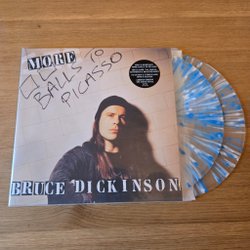 MORE
BALLS TO
PICASSO
BRUCE DICKINSON